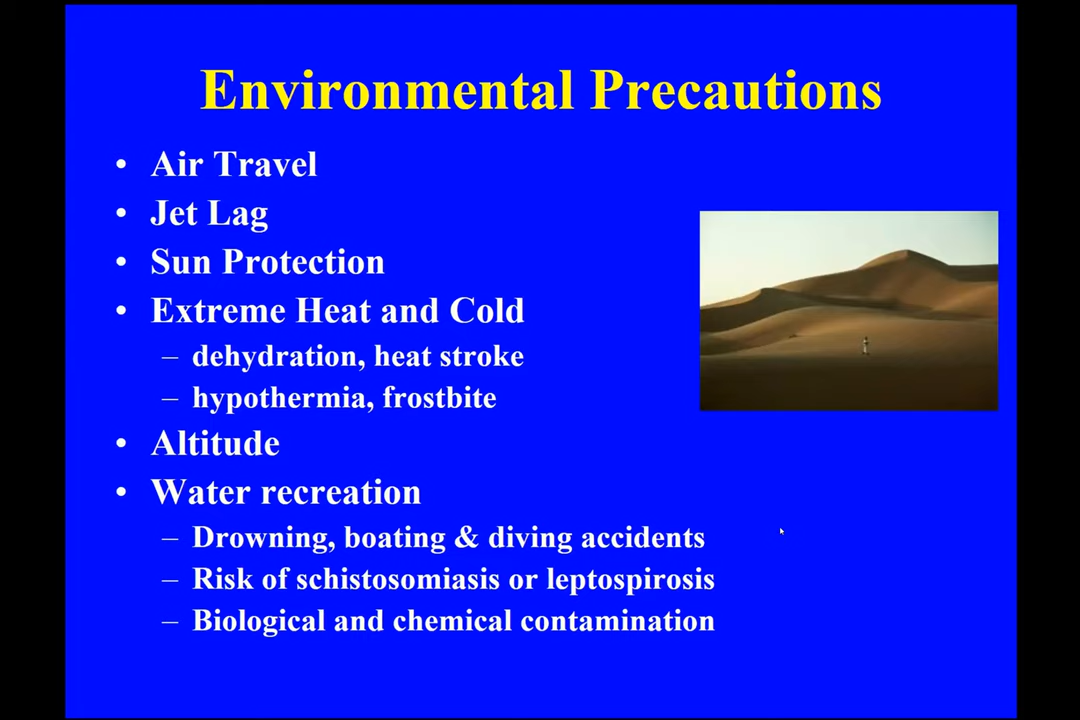 Environmental Precautions
• Air Travel
• Jet Lag
• Sun Protection
• Extreme Heat and Cold
– dehydration, heat stroke
– hypothermia, frostbite
• Altitude
• Water recreation
– Drowning, boating & diving accidents
– Risk of schistosomiasis or leptospirosis
– Biological and chemical contamination